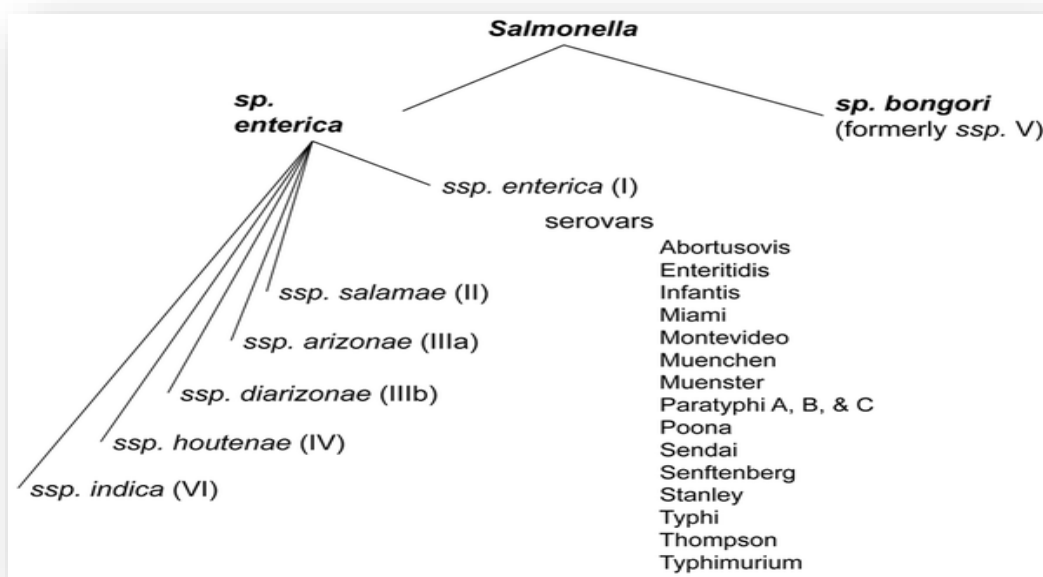 Salmonella
sp.
enterica
sp. bongori
(formerly ssp. V)
ssp. enterica (I)
serovars
Abortusovis
Enteritidis
Infantis
Miami
Montevideo
Muenchen
Muenster
Paratyphi A, B, & C
Poona
Sendai
Senftenberg
Stanley
Typhi
Thompson
Typhimurium
ssp. salamae (II)
ssp. arizonae (IIIa)
ssp. diarizonae (IIIb)
ssp. houtenae (IV)
ssp. indica (VI)